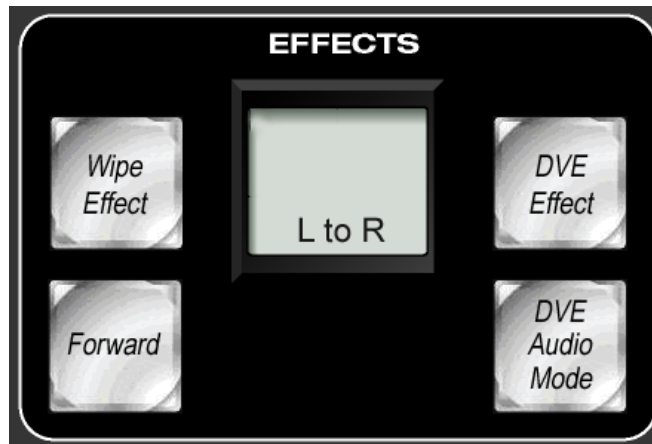 EFFECTS
Wipe
Effect
L to R
DVE
Effect
Forward
DVE
Audio
Mode